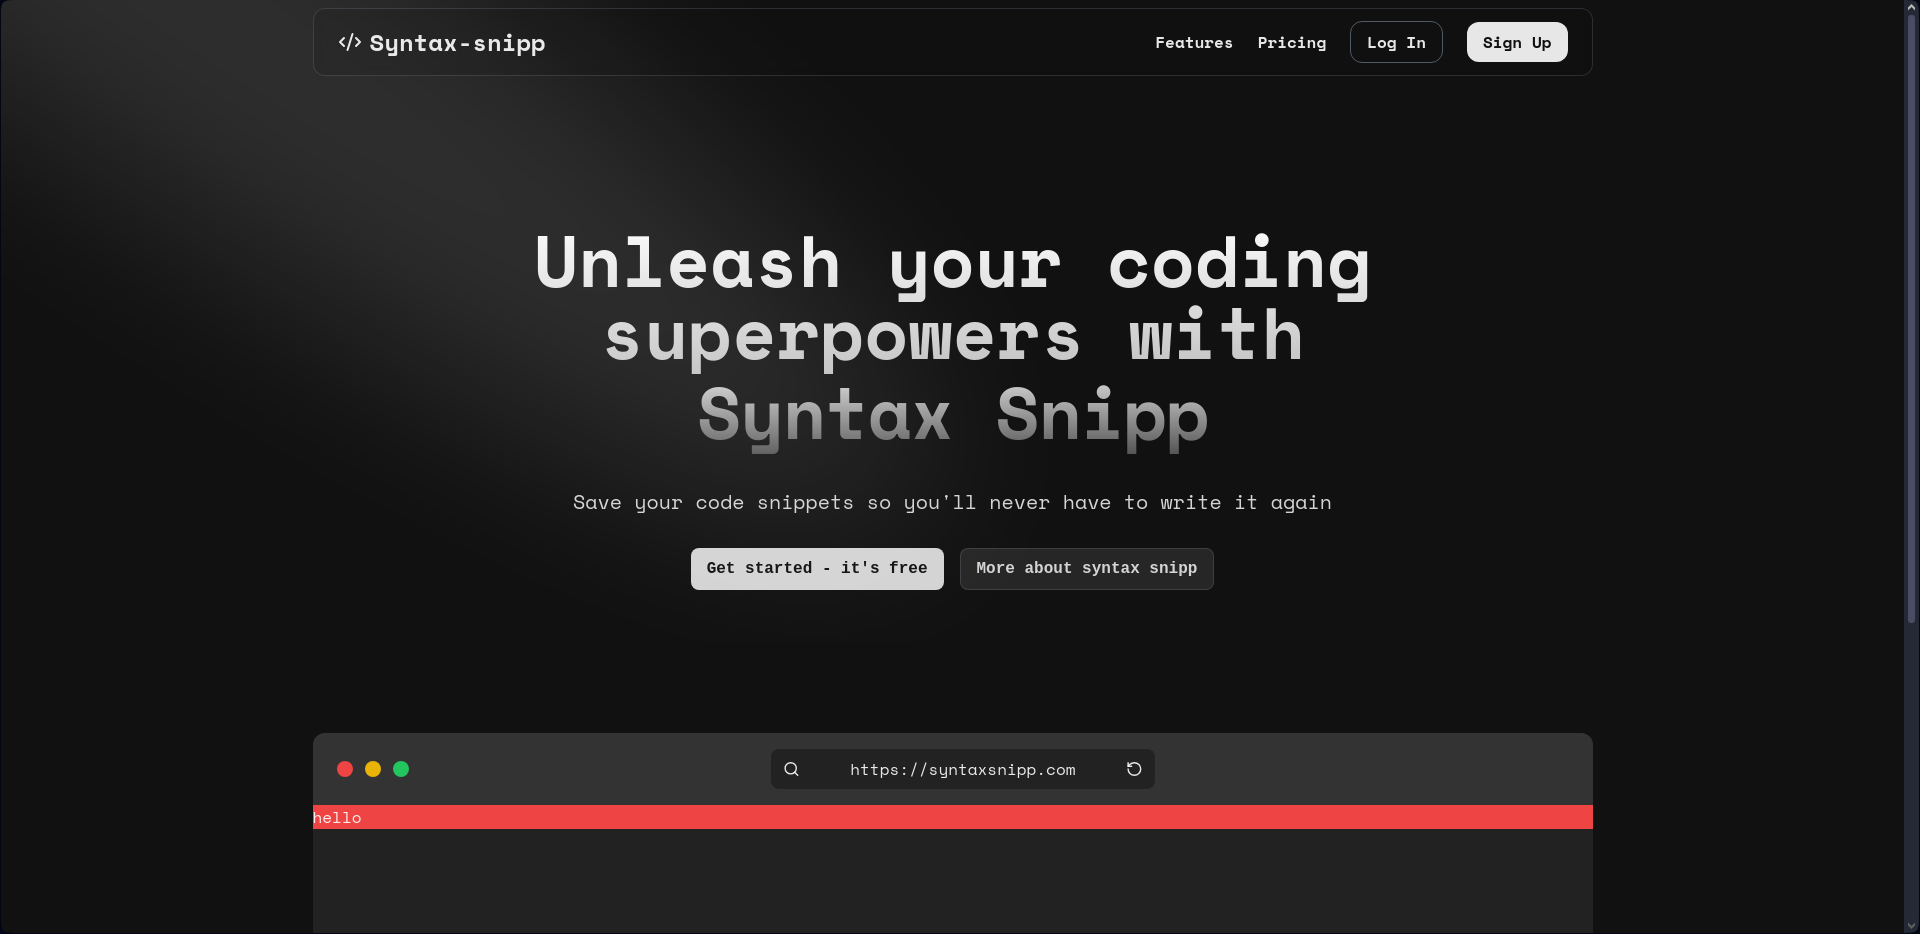 Syntax-snipp
Features Pricing Log In Sign Up
Unleash your coding
superpowers with
Syntax Snipp
Save your code snippets so you'll never have to write it again
Get started - it's free More about syntax snipp
https://syntaxsnipp.com
hello